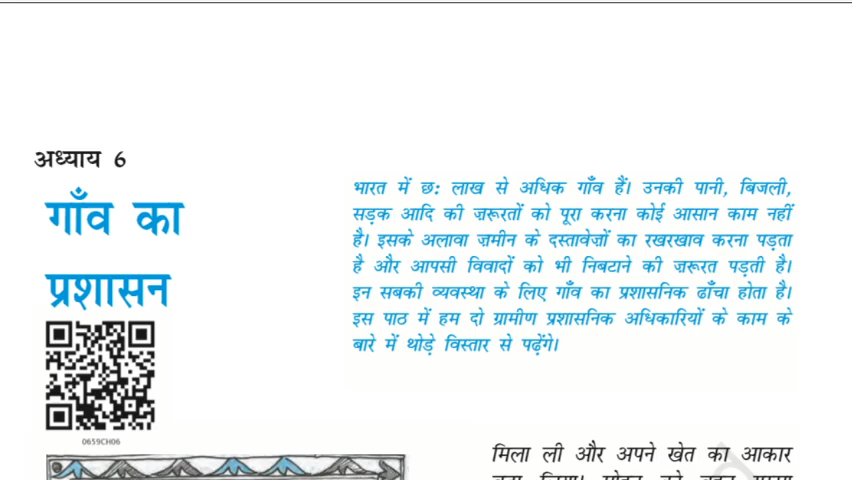 अध्याय 6
गाँव का
प्रशासन
भारत में छः लाख से अधिक गाँव हैं। उनकी पानी, बिजली,
सड़क आदि की ज़रूरतों को पूरा करना कोई आसान काम नहीं
है। इसके अलावा ज़मीन के दस्तावेज़ों का रखरखाव करना पड़ता
है और आपसी विवादों को भी निबटाने की ज़रूरत पड़ती है।
इन सबकी व्यवस्था के लिए गाँव का प्रशासनिक ढाँचा होता है।
इस पाठ में हम दो ग्रामीण प्रशासनिक अधिकारियों के काम के
बारे में थोड़े विस्तार से पढ़ेंगे।
0659CH06
मिला ली और अपने खेत का आकार